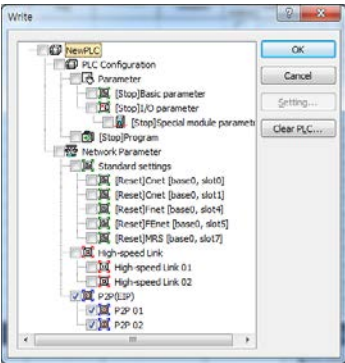 Write
NewPLC
PLC Configuration
Parameter
[Stop]Basic parameter
[Stop]I/O parameter
[Stop]Special module paramet
[Stop]Program
Network Parameter
Standard settings
[Reset]Cnet [base0, slot0]
[Reset]Cnet [base0, slot1]
[Reset]Fnet [base0, slot4]
[Reset]FEnet [base0, slot5]
[Reset]MRS [base0, slot7]
High-speed Link
High-speed Link 01
High-speed Link 02
P2P(EIP)
P2P 01
P2P 02
OK
Cancel
Setting...
Clear PLC...